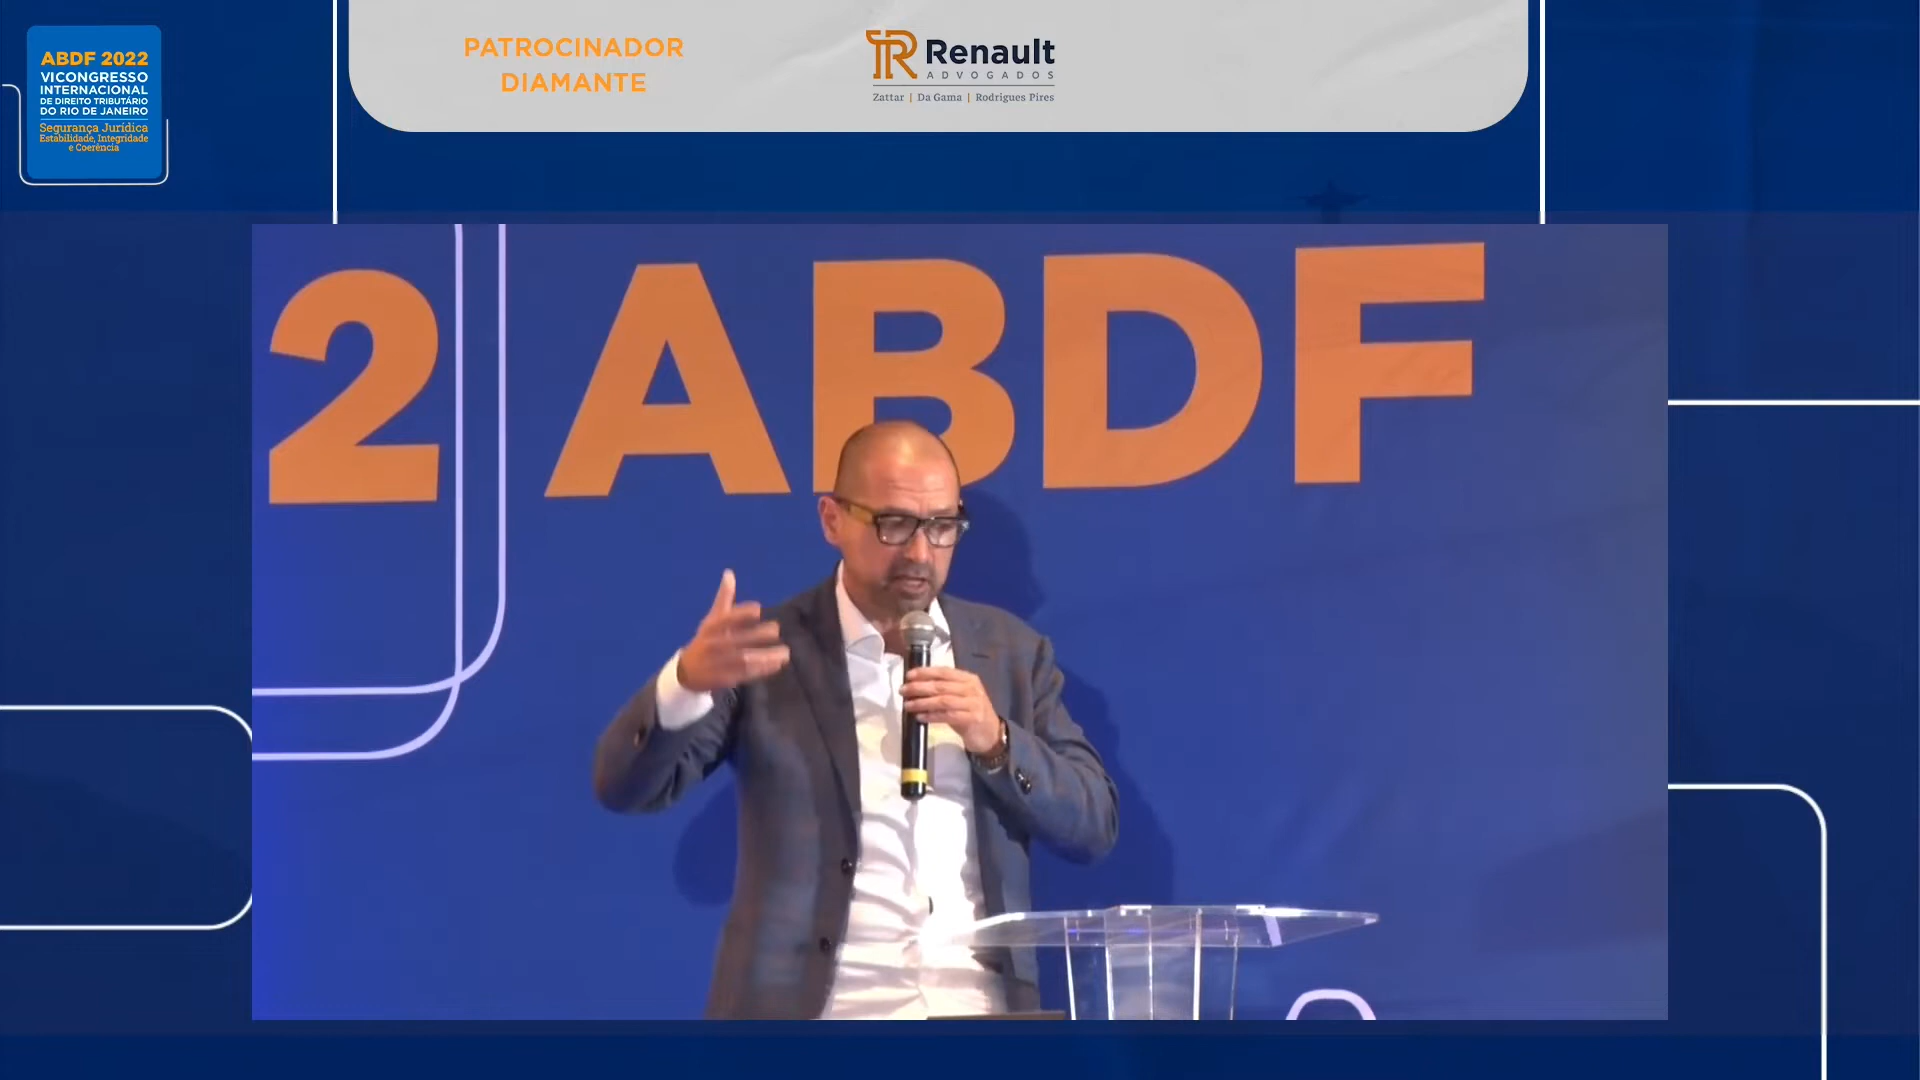 ABDF 2022
VI CONGRESSO
INTERNACIONAL
DE DIREITO TRIBUTÁRIO
DO RIO DE JANEIRO
Segurança Jurídica
Estabilidade, Integridade
e Coerência
PATROCINADOR
DIAMANTE
Renault
ADVOGADOS
Zattar | Da Gama | Rodrigues Pires
2 ABDF